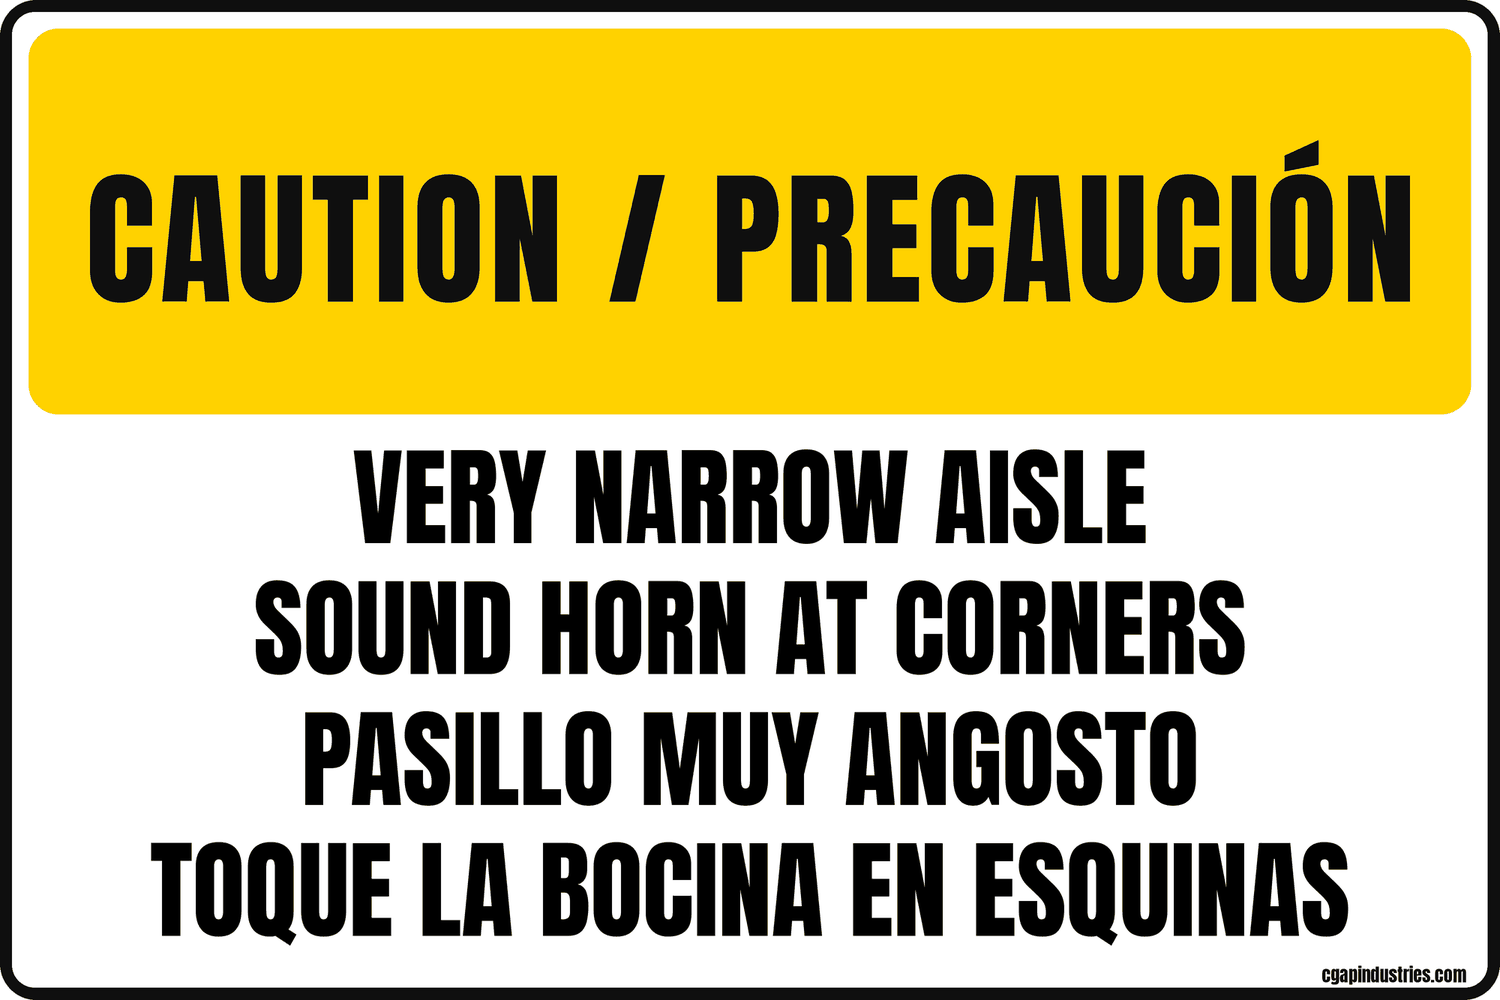 CAUTION / PRECAUCIÓN
VERY NARROW AISLE
SOUND HORN AT CORNERS
PASILLO MUY ANGOSTO
TOQUE LA BOCINA EN ESQUINAS
cgapindustries.com